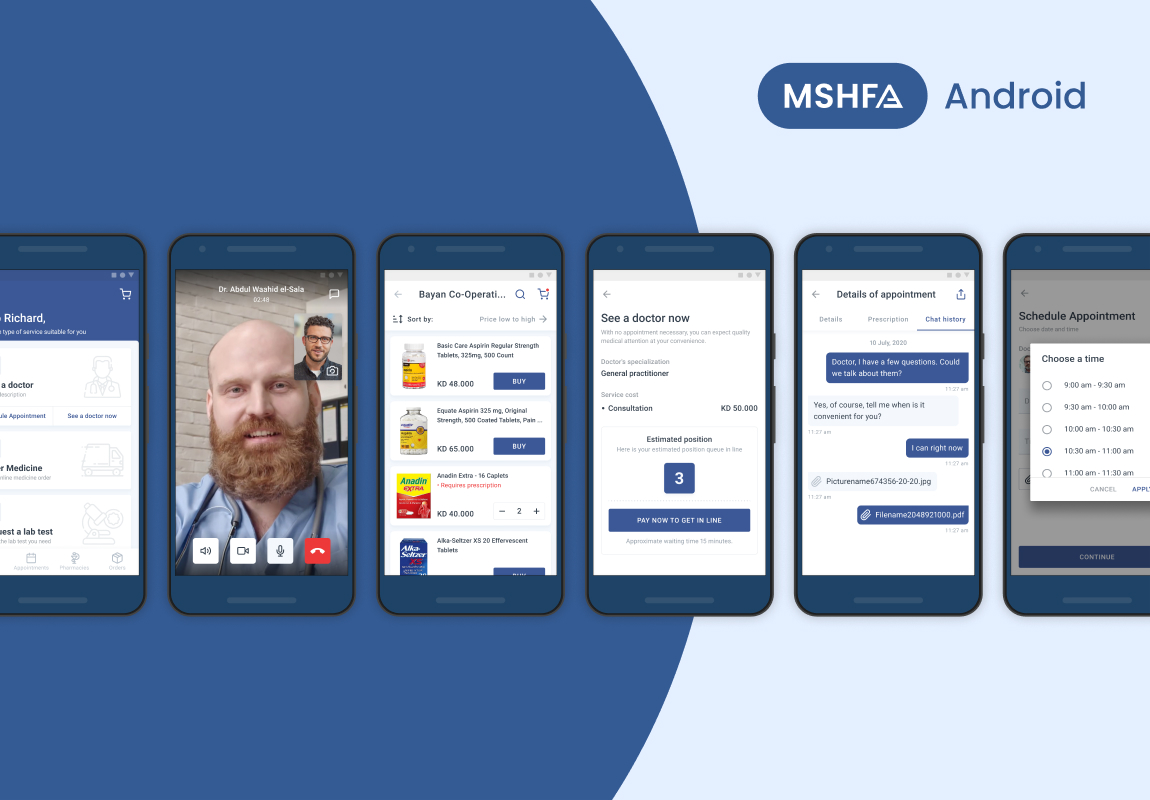 MSHFA Android
Richard,
type of service suitable for you
a doctor
description
Appointment
See a doctor now
Medicine
medicine order
a lab test
the lab test you need
Appointments
Pharmacies
Orders
Dr. Abdul Waahid el-Sala
02:48
Bayan Co-Operati...
Sort by:
Price low to high
Basic Care Aspirin Regular Strength
Tablets, 325mg, 500 Count
KD 48.000
BUY
Equate Aspirin 325 mg, Original
Strength, 500 Coated Tablets, Pain ...
KD 65.000
BUY
Anadin
EXTRA
Anadin Extra - 16 Caplets
• Requires prescription
KD 40.000
2
Alka-
Seltzer
Alka-Seltzer XS 20 Effervescent
Tablets
BUY
See a doctor now
With no appointment necessary, you can expect quality
medical attention at your convenience.
Doctor's specialization
General practitioner
Service cost
• Consultation
KD 50.000
Estimated position
Here is your estimated position queue in line
3
PAY NOW TO GET IN LINE
Approximate waiting time 15 minutes.
Details of appointment
Details
Prescription
Chat history
10 July, 2020
Doctor, I have a few questions. Could
we talk about them?
11:27 am
Yes, of course, tell me when is it
convenient for you?
11:27 am
I can right now
11:27 am
Picturename674356-20-20.jpg
11:27 am
Filename2048921000.pdf
11:27 am
Schedule Appointment
Choose date and time
Choose a time
9:00 am - 9:30 am
9:30 am - 10:00 am
10:00 am - 10:30 am
10:30 am - 11:00 am
11:00 am - 11:30 am
CANCEL
APPLY
CONTINUE